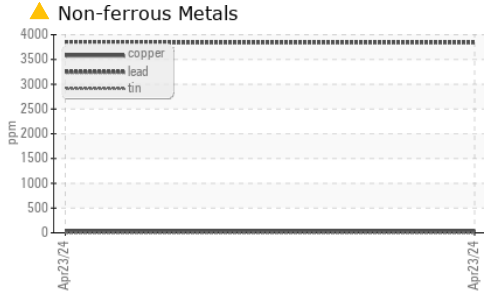 Non-ferrous Metals
4000
3500
3000
2500
2000
1500
1000
500
0
ppm
copper
lead
tin
Apr23/24
Apr23/24